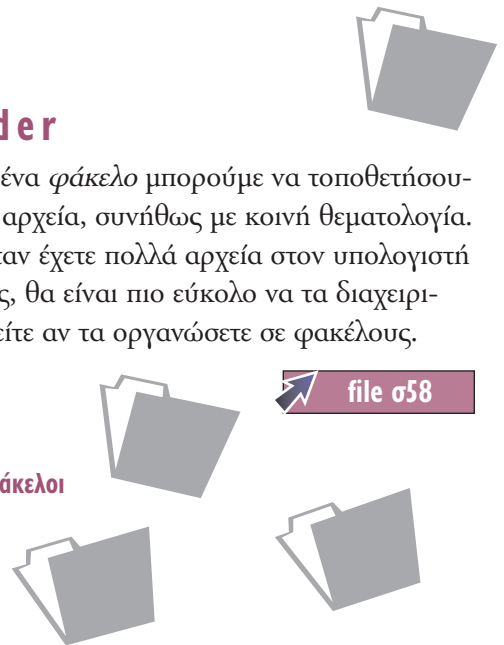 der
ένα φάκελο μπορούμε να τοποθετήσου-
αρχεία, συνήθως με κοινή θεματολογία.
αν έχετε πολλά αρχεία στον υπολογιστή
ς, θα είναι πιο εύκολο να τα διαχειρι-
είτε αν τα οργανώσετε σε φακέλους.
file σ58
άκελοι